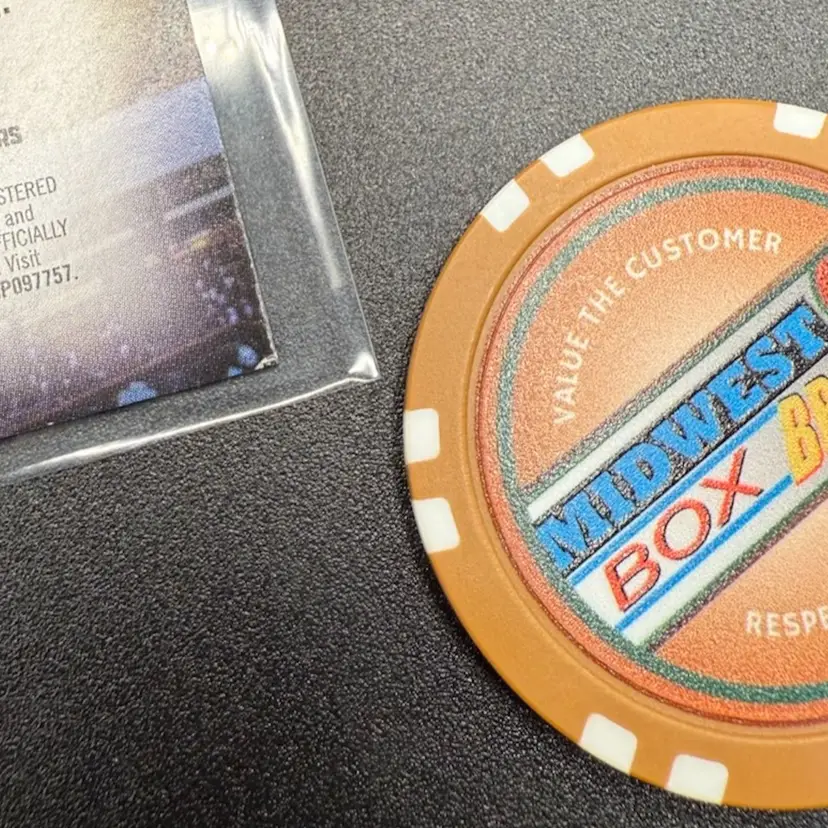 RS
STERED
and
FFICIALLY
Visit
P097757.
VALUE THE CUSTOMER
MIDWEST
BOX BR
RESPE